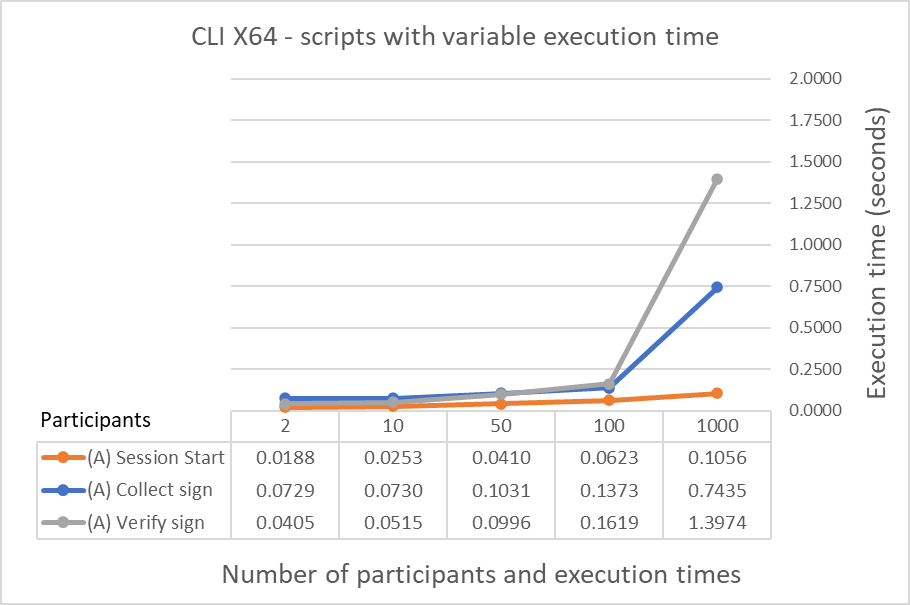 CLI X64 - scripts with variable execution time
2.0000
1.7500
1.5000
1.2500
1.0000
0.7500
0.5000
0.2500
0.0000
Execution time (seconds)
Participants 2 10 50 100 1000
(A) Session Start 0.0188 0.0253 0.0410 0.0623 0.1056
(A) Collect sign 0.0729 0.0730 0.1031 0.1373 0.7435
(A) Verify sign 0.0405 0.0515 0.0996 0.1619 1.3974
Number of participants and execution times